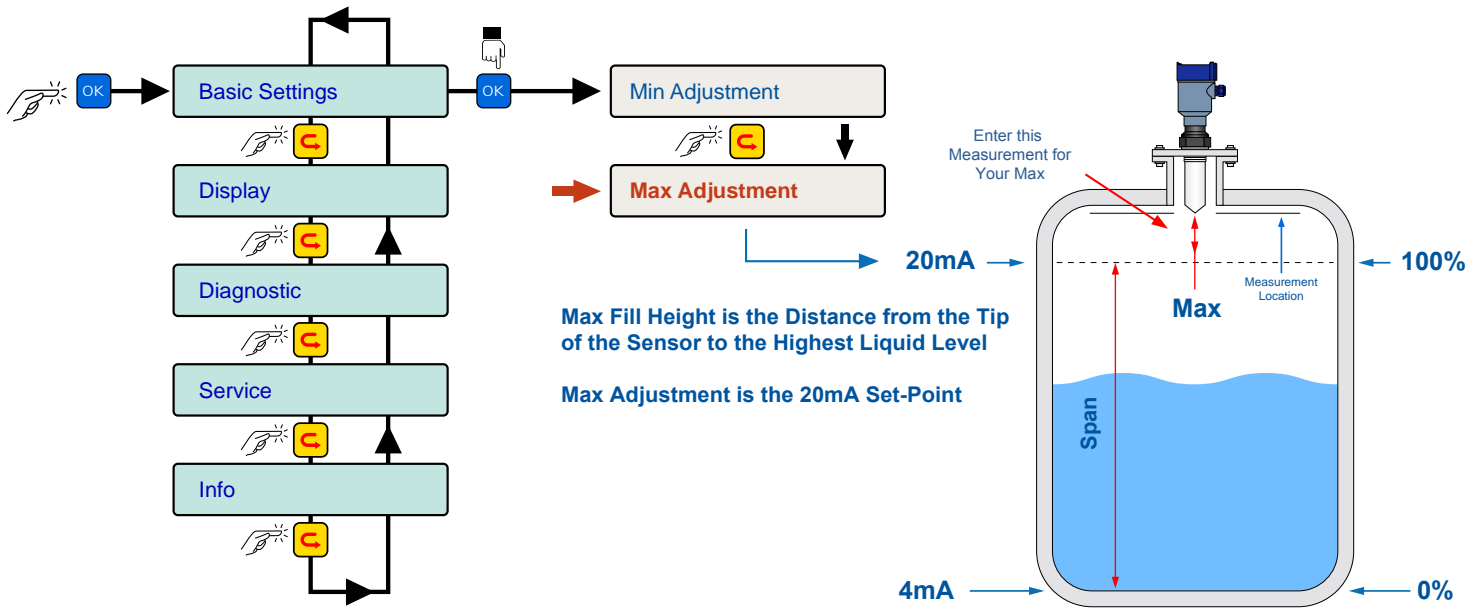 OK
Basic Settings
OK
Min Adjustment
Display
Max Adjustment
Diagnostic
Service
Info
Max Fill Height is the Distance from the Tip
of the Sensor to the Highest Liquid Level
Max Adjustment is the 20mA Set-Point
Enter this
Measurement for
Your Max
20mA
100%
Measurement
Location
Max
Span
4mA
0%